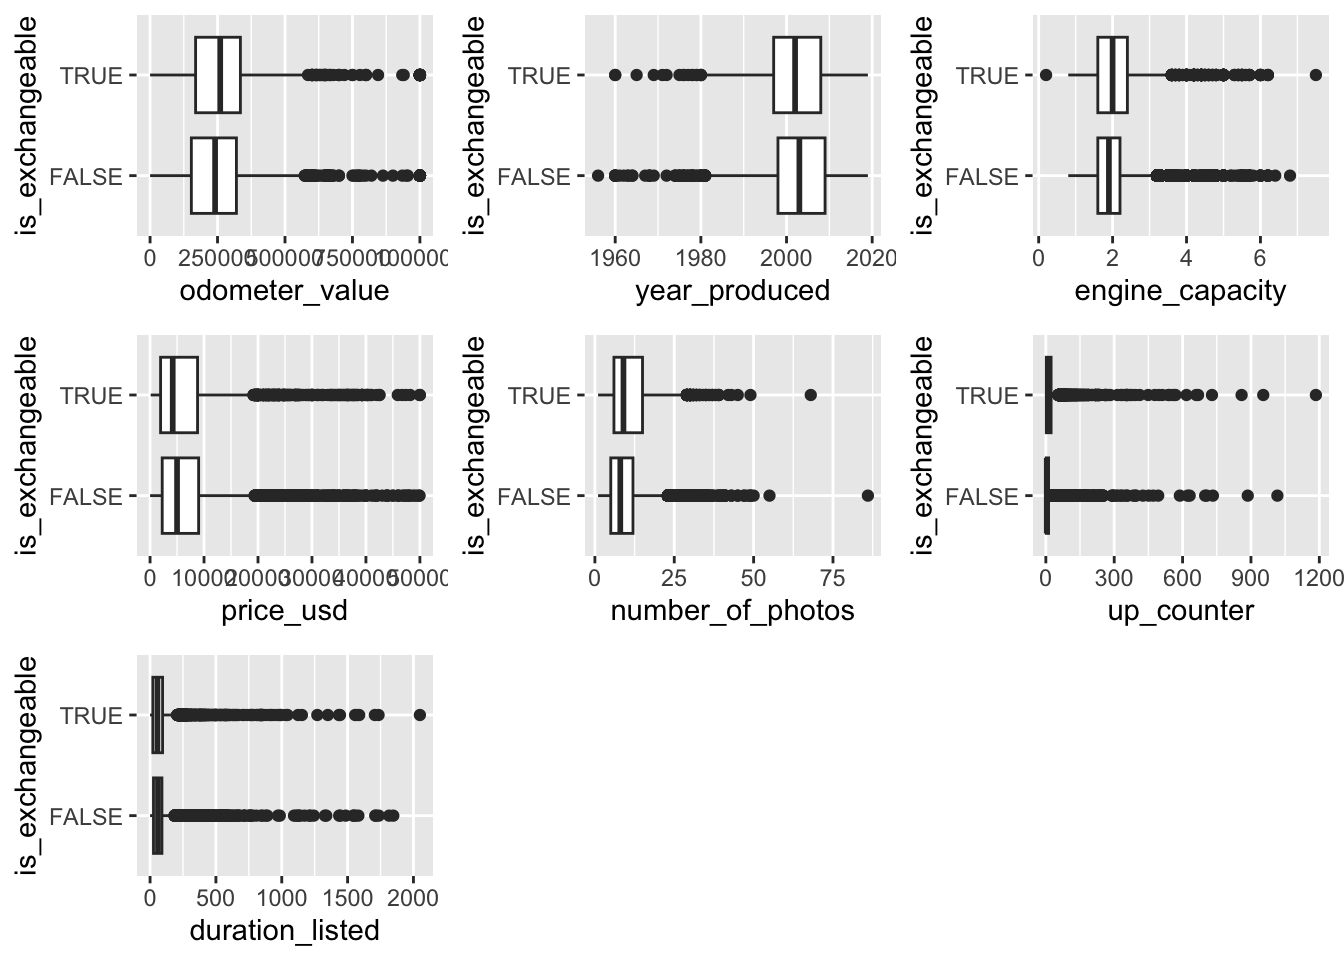 is_exchangeable
TRUE
FALSE
0 250000 500000 750000 100000
odometer_value
is_exchangeable
TRUE
FALSE
1960 1980 2000 2020
year_produced
is_exchangeable
TRUE
FALSE
0 2 4 6
engine_capacity
is_exchangeable
TRUE
FALSE
0 10000 20000 30000 40000 50000
price_usd
is_exchangeable
TRUE
FALSE
0 25 50 75
number_of_photos
is_exchangeable
TRUE
FALSE
0 300 600 900 1200
up_counter
is_exchangeable
TRUE
FALSE
0 500 1000 1500 2000
duration_listed